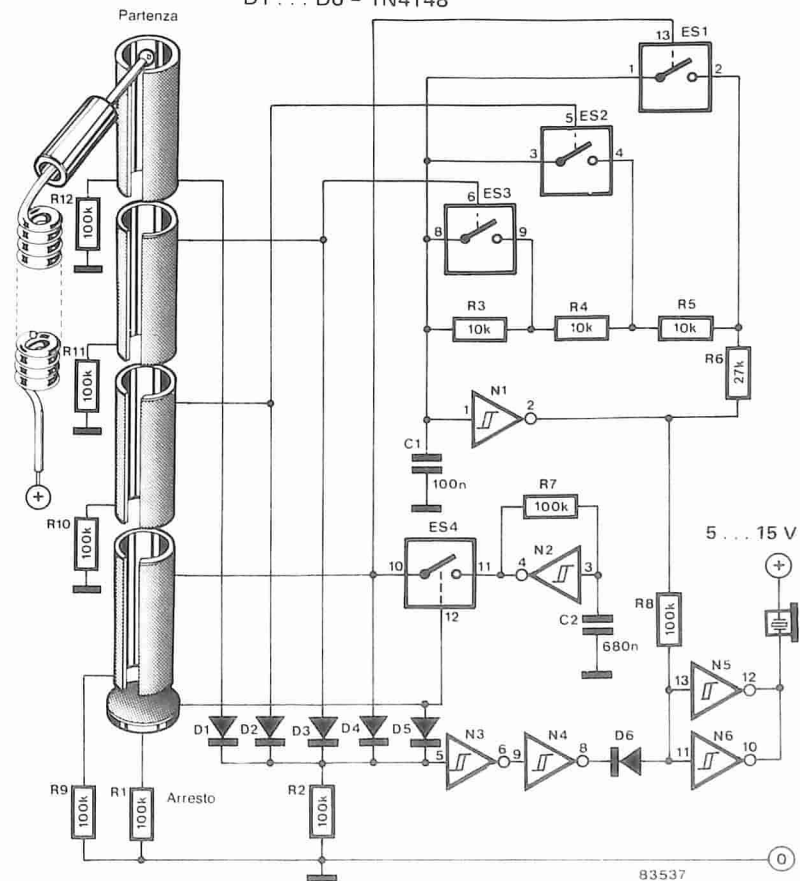 D1 . . . D6 = 1N4148
Partenza
13
ES1
1
2
5
ES2
3
4
6
ES3
8
9
R12
100k
R3
10k
R4
10k
R5
10k
R6
27k
R11
100k
N1
1
2
C1
100n
R7
100k
5 . . . 15 V
R10
100k
ES4
10
11
12
4
N2
3
C2
680n
R8
100k
N5
13
12
D1
D2
D3
D4
D5
N3
5
6
N4
9
8
D6
N6
11
10
R9
100k
R1
100k
Arresto
R2
100k
0
83537